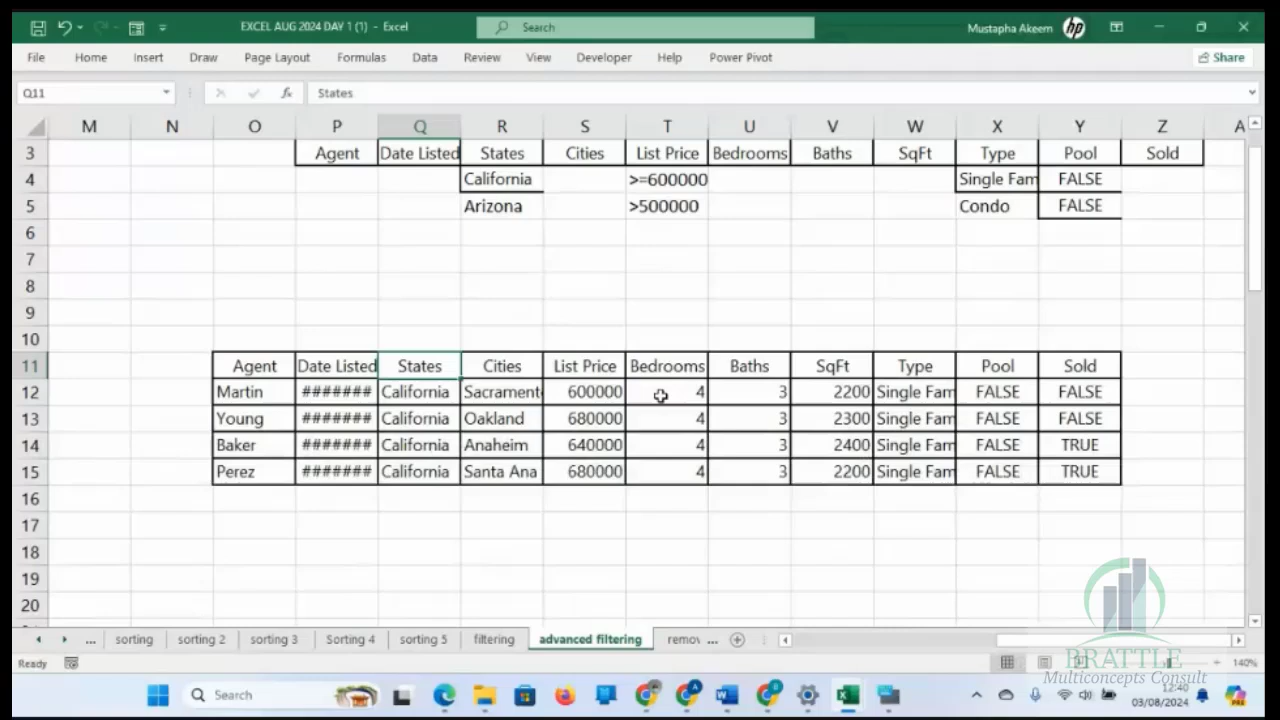 EXCEL AUG 2024 DAY 1 (1) - Excel Search Mustapha Akeem hp
File Home Insert Draw Page Layout Formulas Data Review View Developer Help Power Pivot Share
Q11 fx States
M N O P Q R S T U V W X Y Z A
3 Agent Date Listed States Cities List Price Bedrooms Baths SqFt Type Pool Sold
4 California >=600000 Single Fam FALSE
5 Arizona >500000 Condo FALSE
6
7
8
9
10
11 Agent Date Listed States Cities List Price Bedrooms Baths SqFt Type Pool Sold
12 Martin ####### California Sacrament 600000 4 3 2200 Single Fam FALSE FALSE
13 Young ####### California Oakland 680000 4 3 2300 Single Fam FALSE FALSE
14 Baker ####### California Anaheim 640000 4 3 2400 Single Fam FALSE TRUE
15 Perez ####### California Santa Ana 680000 4 3 2200 Single Fam FALSE TRUE
16
17
18
19
20
... sorting sorting 2 sorting 3 Sorting 4 sorting 5 filtering advanced filtering remov ...
Ready 140%
BRATTLE
Multiconcepts Consult
Search 12:40
03/08/2024